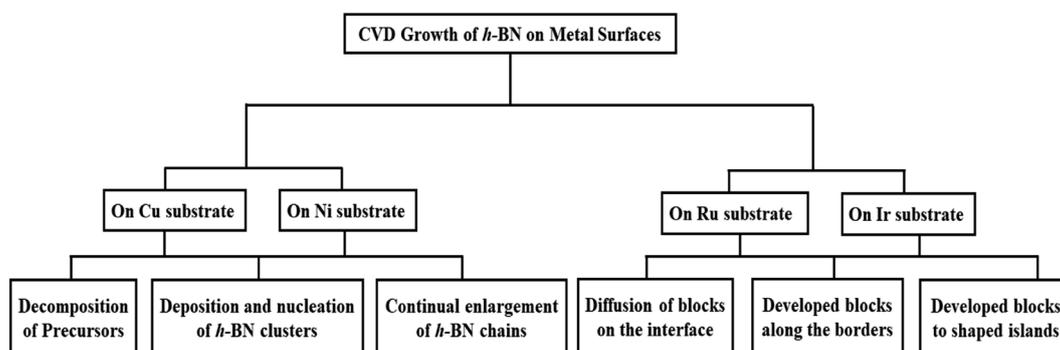 CVD Growth of h-BN on Metal Surfaces
On Cu substrate
On Ni substrate
On Ru substrate
On Ir substrate
Decomposition
of Precursors
Deposition and nucleation
of h-BN clusters
Continual enlargement
of h-BN chains
Diffusion of blocks
on the interface
Developed blocks
along the borders
Developed blocks
to shaped islands